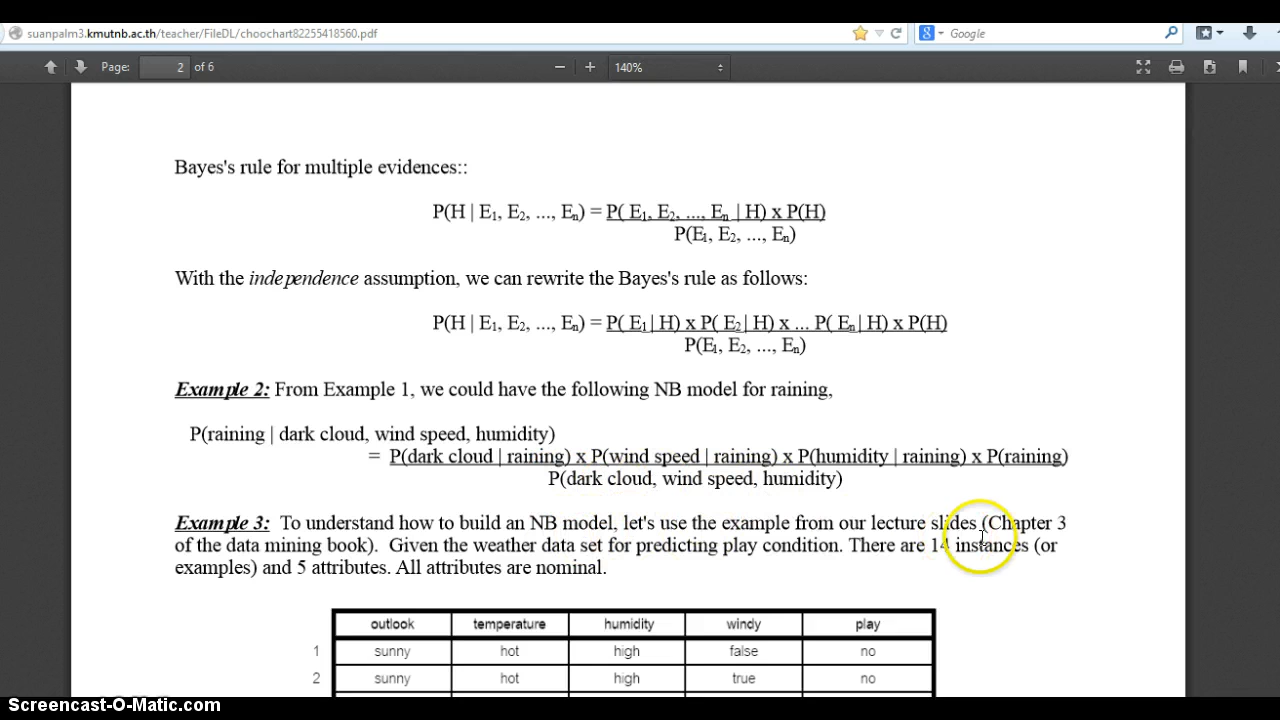 suanpalm3.kmutnb.ac.th/teacher/FileDL/choochart82255418560.pdf
Google
Page: 2 of 6
140%
Bayes's rule for multiple evidences::
P(H | E1, E2, ..., En) = P( E1, E2, ..., En | H) x P(H)
P(E1, E2, ..., En)
With the independence assumption, we can rewrite the Bayes's rule as follows:
P(H | E1, E2, ..., En) = P( E1 | H) x P( E2 | H) x ... P( En | H) x P(H)
P(E1, E2, ..., En)
Example 2: From Example 1, we could have the following NB model for raining,
P(raining | dark cloud, wind speed, humidity)
= P(dark cloud | raining) x P(wind speed | raining) x P(humidity | raining) x P(raining)
P(dark cloud, wind speed, humidity)
Example 3: To understand how to build an NB model, let's use the example from our lecture slides (Chapter 3
of the data mining book). Given the weather data set for predicting play condition. There are 14 instances (or
examples) and 5 attributes. All attributes are nominal.
outlook temperature humidity windy play
1 sunny hot high false no
2 sunny hot high true no
Screencast-O-Matic.com